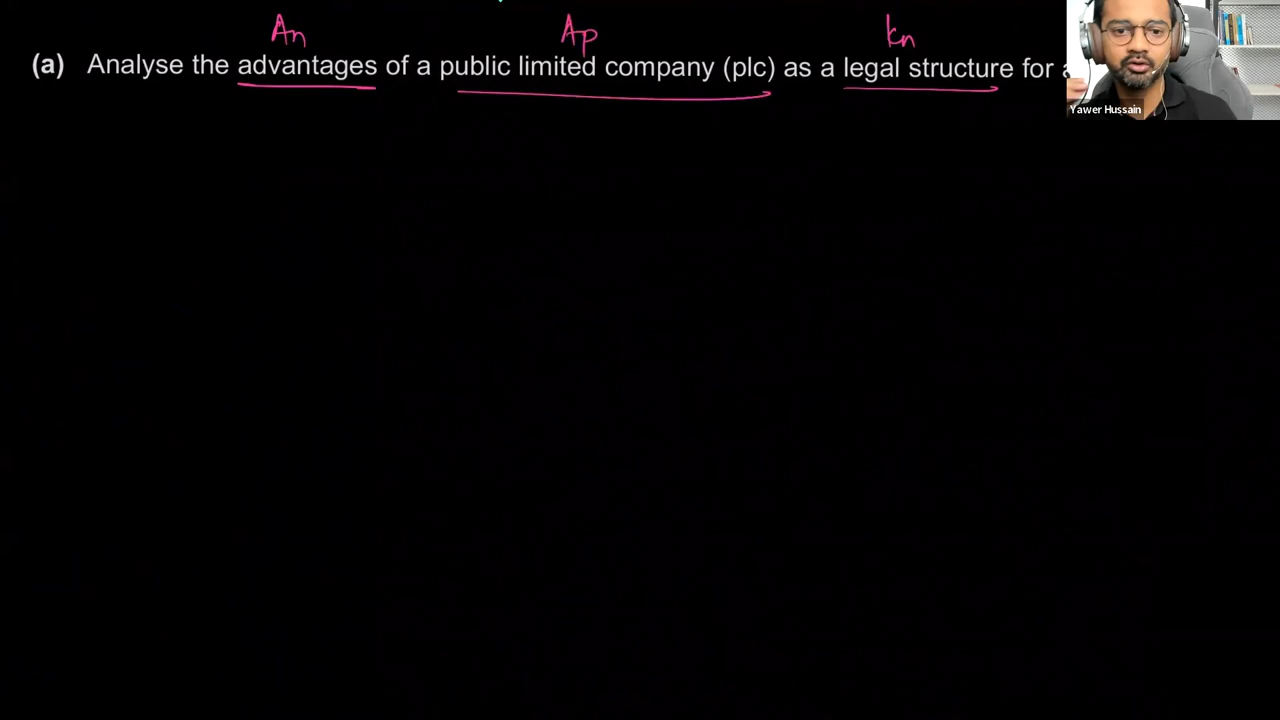 An Ap kn
(a) Analyse the advantages of a public limited company (plc) as a legal structure for
Yawer Hussain